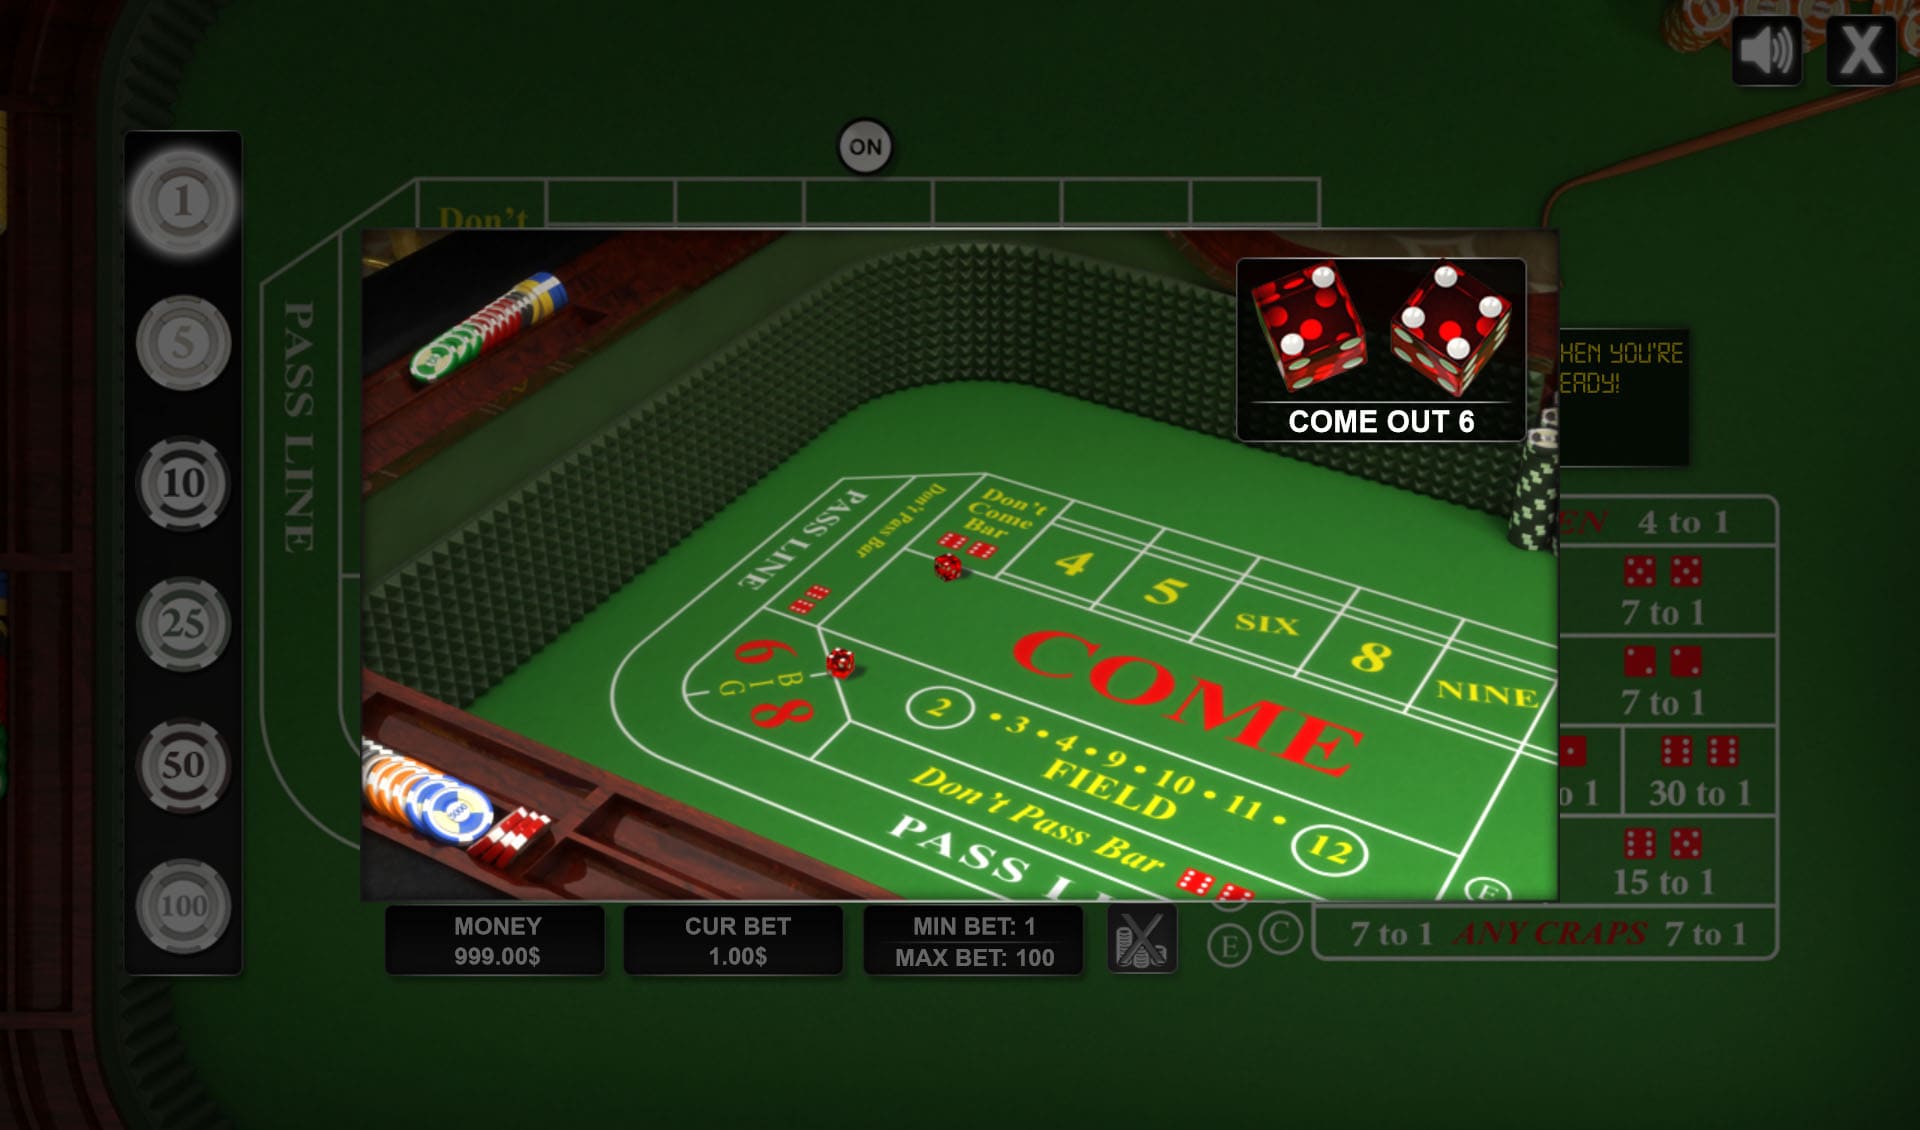 X
ON
1
5
10
25
50
100
PASS LINE
Don't
COME OUT 6
HEN YOU'RE
EADY!
PASS LINE
Don't Pass Bar
Don't
Come
Bar
4
5
SIX
8
NINE
COME
6
BIG
8
2
• 3 • 4 • 9 • 10 • 11 •
FIELD
12
Don't Pass Bar
PASS LI
E
5000
EN 4 to 1
7 to 1
7 to 1
o 1
30 to 1
15 to 1
7 to 1 ANY CRAPS 7 to 1
E
C
MONEY
999.00$
CUR BET
1.00$
MIN BET: 1
MAX BET: 100